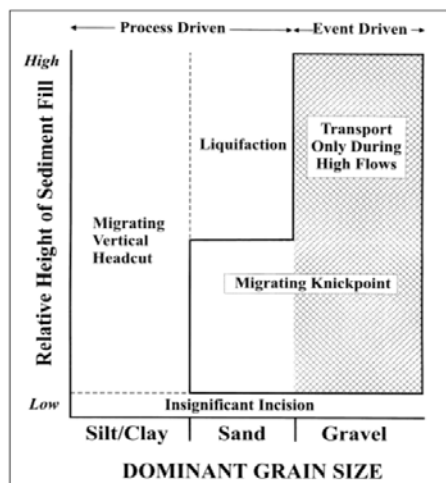 Process Driven
Event Driven
High
Liquifaction
Transport
Only During
High Flows
Migrating
Vertical
Headcut
Migrating Knickpoint
Relative Height of Sediment Fill
Low
Insignificant Incision
Silt/Clay
Sand
Gravel
DOMINANT GRAIN SIZE